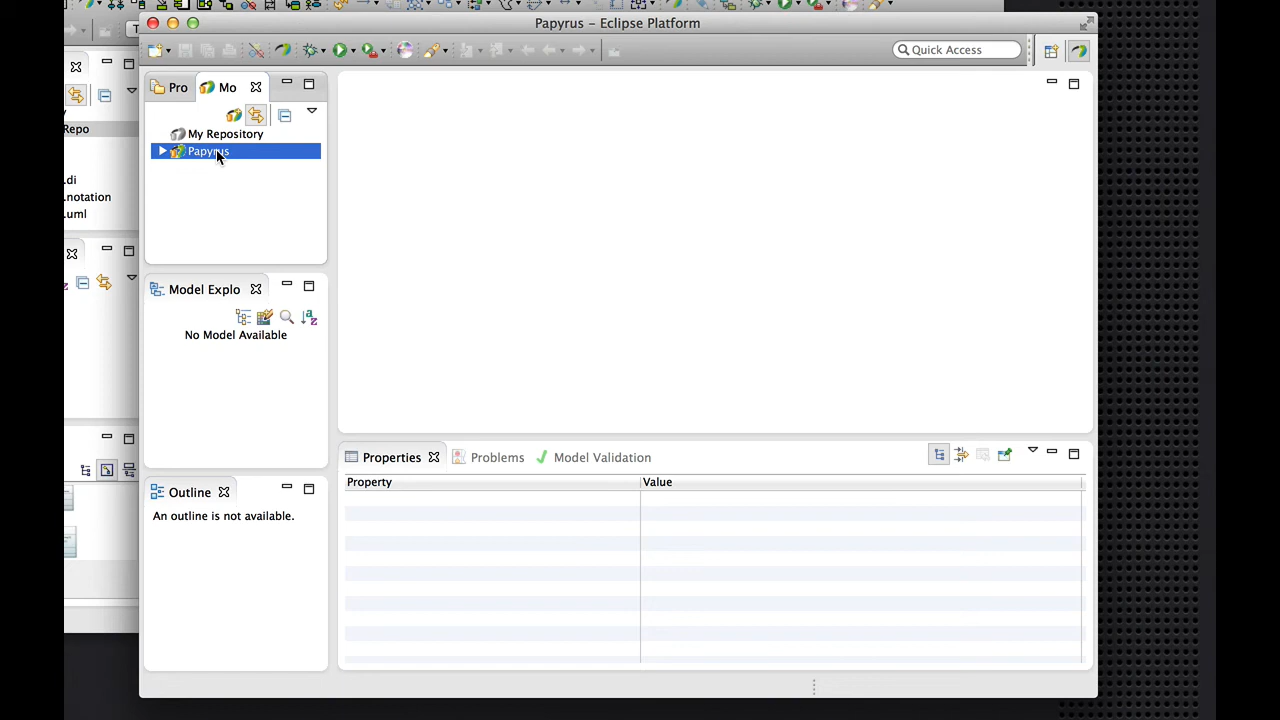 Papyrus – Eclipse Platform
Quick Access
Pro
Mo
Repo
My Repository
Papyrus
.di
.notation
.uml
Model Explo
No Model Available
Properties
Problems
Model Validation
Property
Value
Outline
An outline is not available.